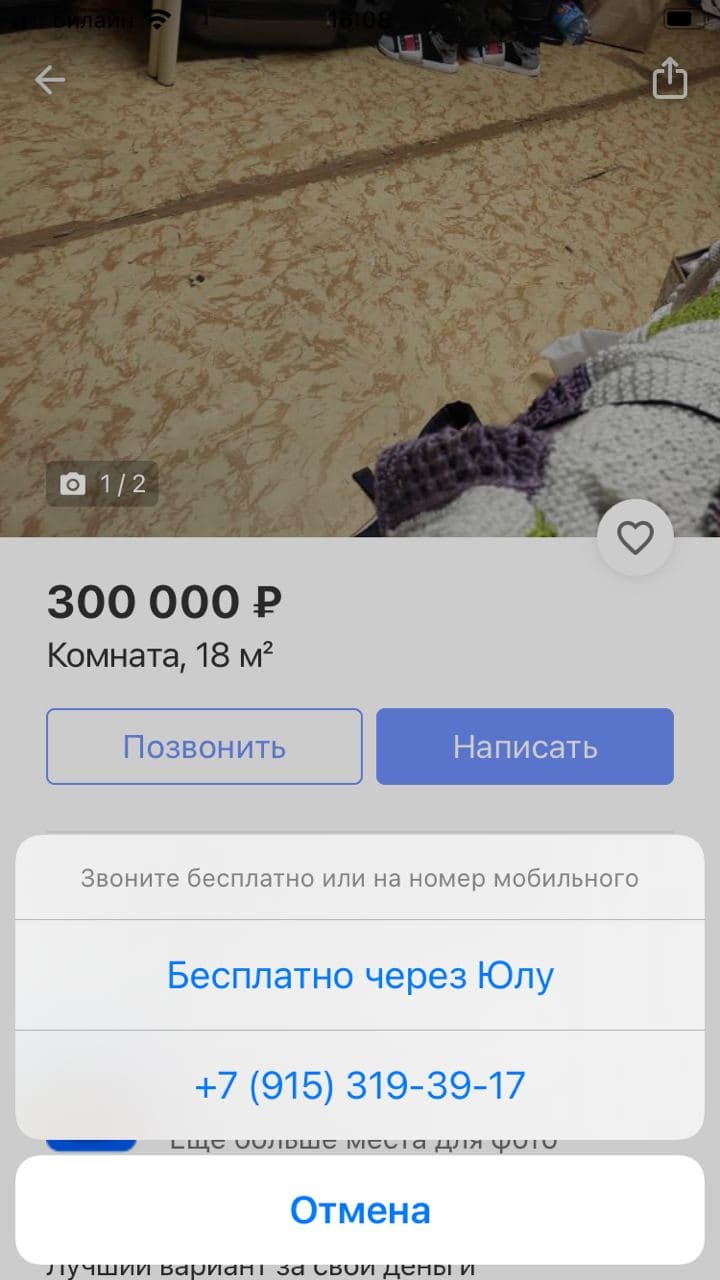 Билайн 16:08
1 / 2
300 000 ₽
Комната, 18 м²
Позвонить
Написать
Звоните бесплатно или на номер мобильного
Бесплатно через Юлу
+7 (915) 319-39-17
Еще больше места для фото
Отмена
Лучший вариант за свои деньги